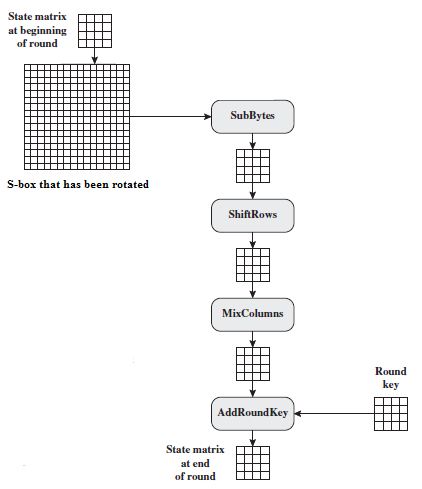 State matrix
at beginning
of round
SubBytes
S-box that has been rotated
ShiftRows
MixColumns
Round
key
AddRoundKey
State matrix
at end
of round